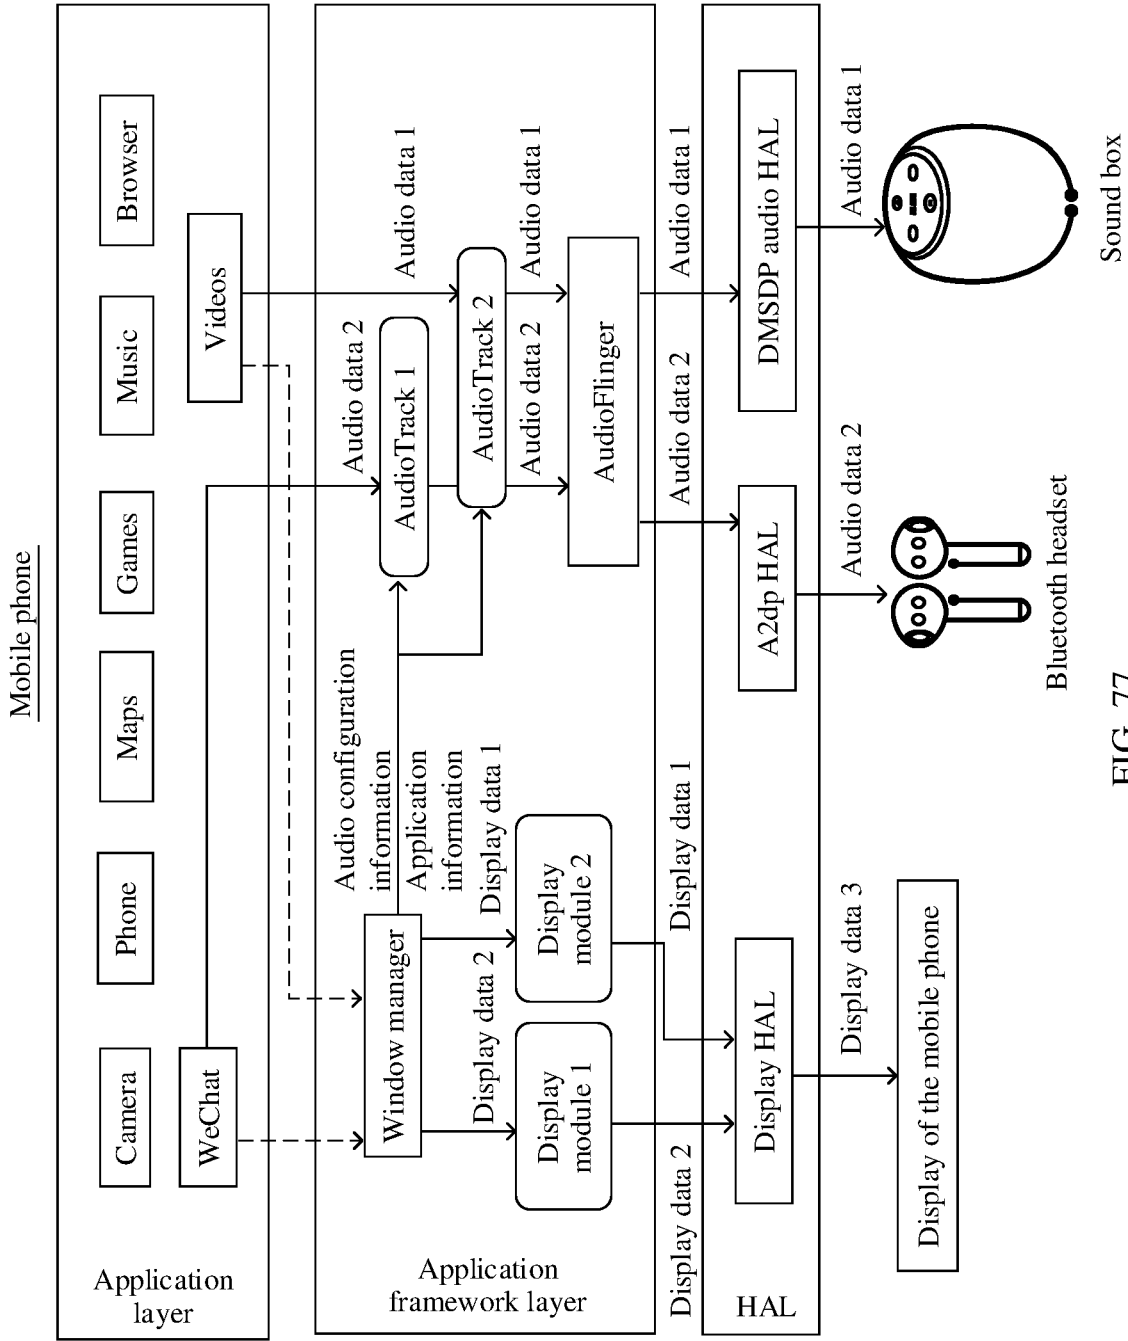 Mobile phone
Camera
Phone
Maps
Games
Music
Browser
WeChat
Videos
Application
layer
Audio data 2
Audio data 1
Audio configuration
information
Application
information
AudioTrack 1
AudioTrack 2
Window manager
Display data 2
Display data 1
Audio data 2
Audio data 1
Display
module 1
Display
module 2
AudioFlinger
Application
framework layer
Display data 2
Display data 1
Audio data 2
Audio data 1
HAL
Display HAL
A2dp HAL
DMSDP audio HAL
Display data 3
Audio data 2
Audio data 1
Display of the mobile phone
Bluetooth headset
Sound box
FIG. 77